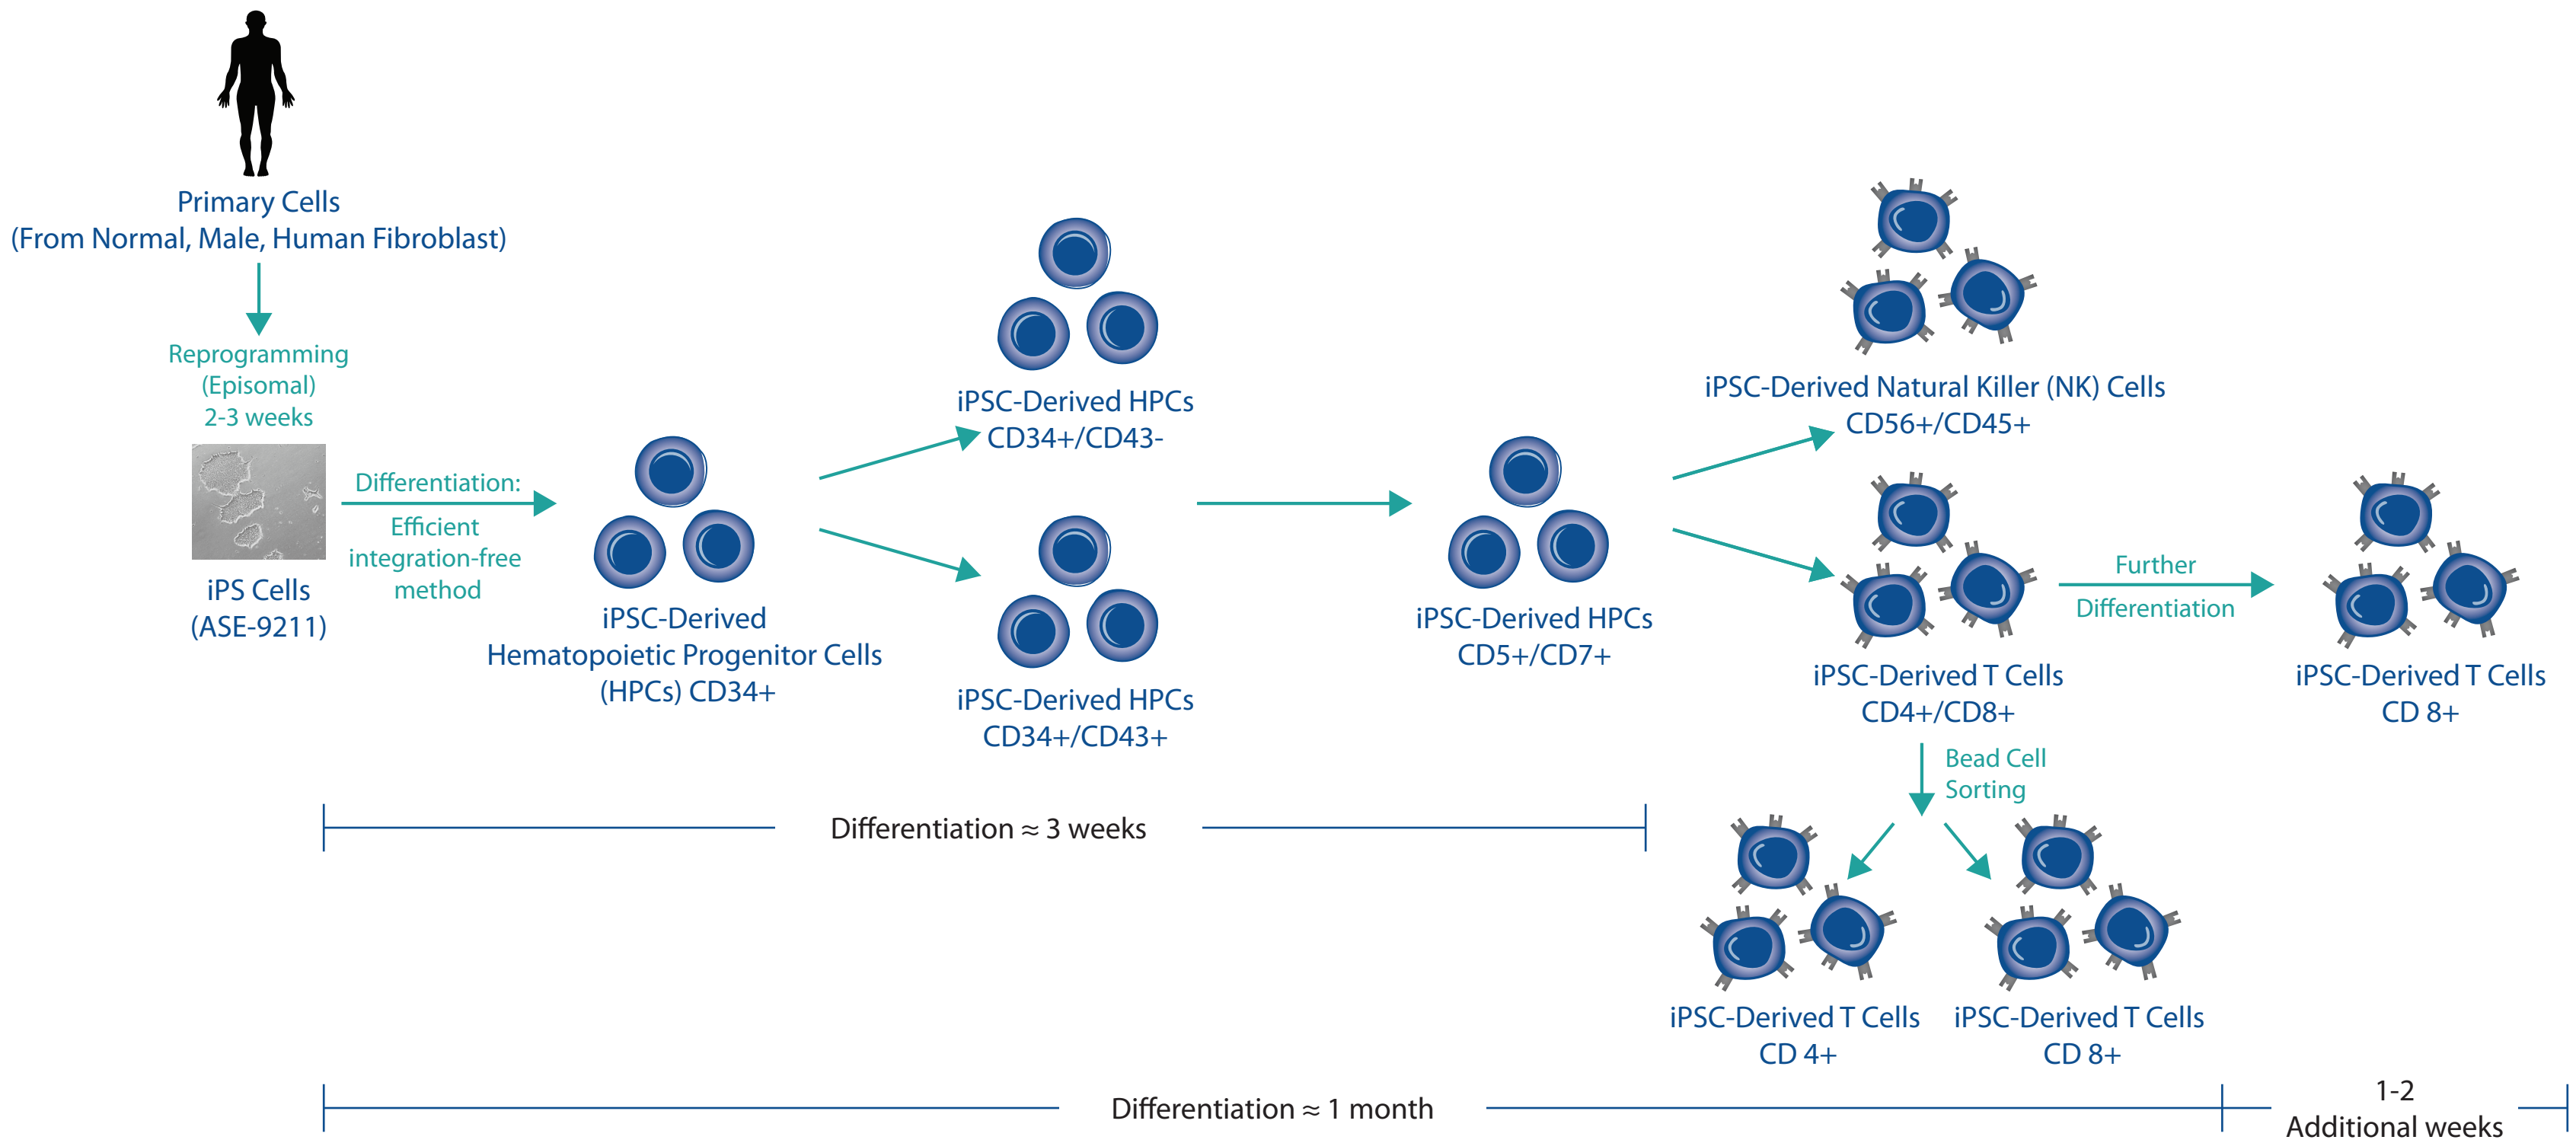 Primary Cells
(From Normal, Male, Human Fibroblast)
Reprogramming
(Episomal)
2-3 weeks
iPS Cells
(ASE-9211)
Differentiation:
Efficient
integration-free
method
iPSC-Derived
Hematopoietic Progenitor Cells
(HPCs) CD34+
iPSC-Derived HPCs
CD34+/CD43-
iPSC-Derived HPCs
CD34+/CD43+
iPSC-Derived HPCs
CD5+/CD7+
iPSC-Derived Natural Killer (NK) Cells
CD56+/CD45+
iPSC-Derived T Cells
CD4+/CD8+
Further
Differentiation
iPSC-Derived T Cells
CD 8+
Bead Cell
Sorting
iPSC-Derived T Cells
CD 4+
iPSC-Derived T Cells
CD 8+
Differentiation ≈ 3 weeks
Differentiation ≈ 1 month
1-2
Additional weeks